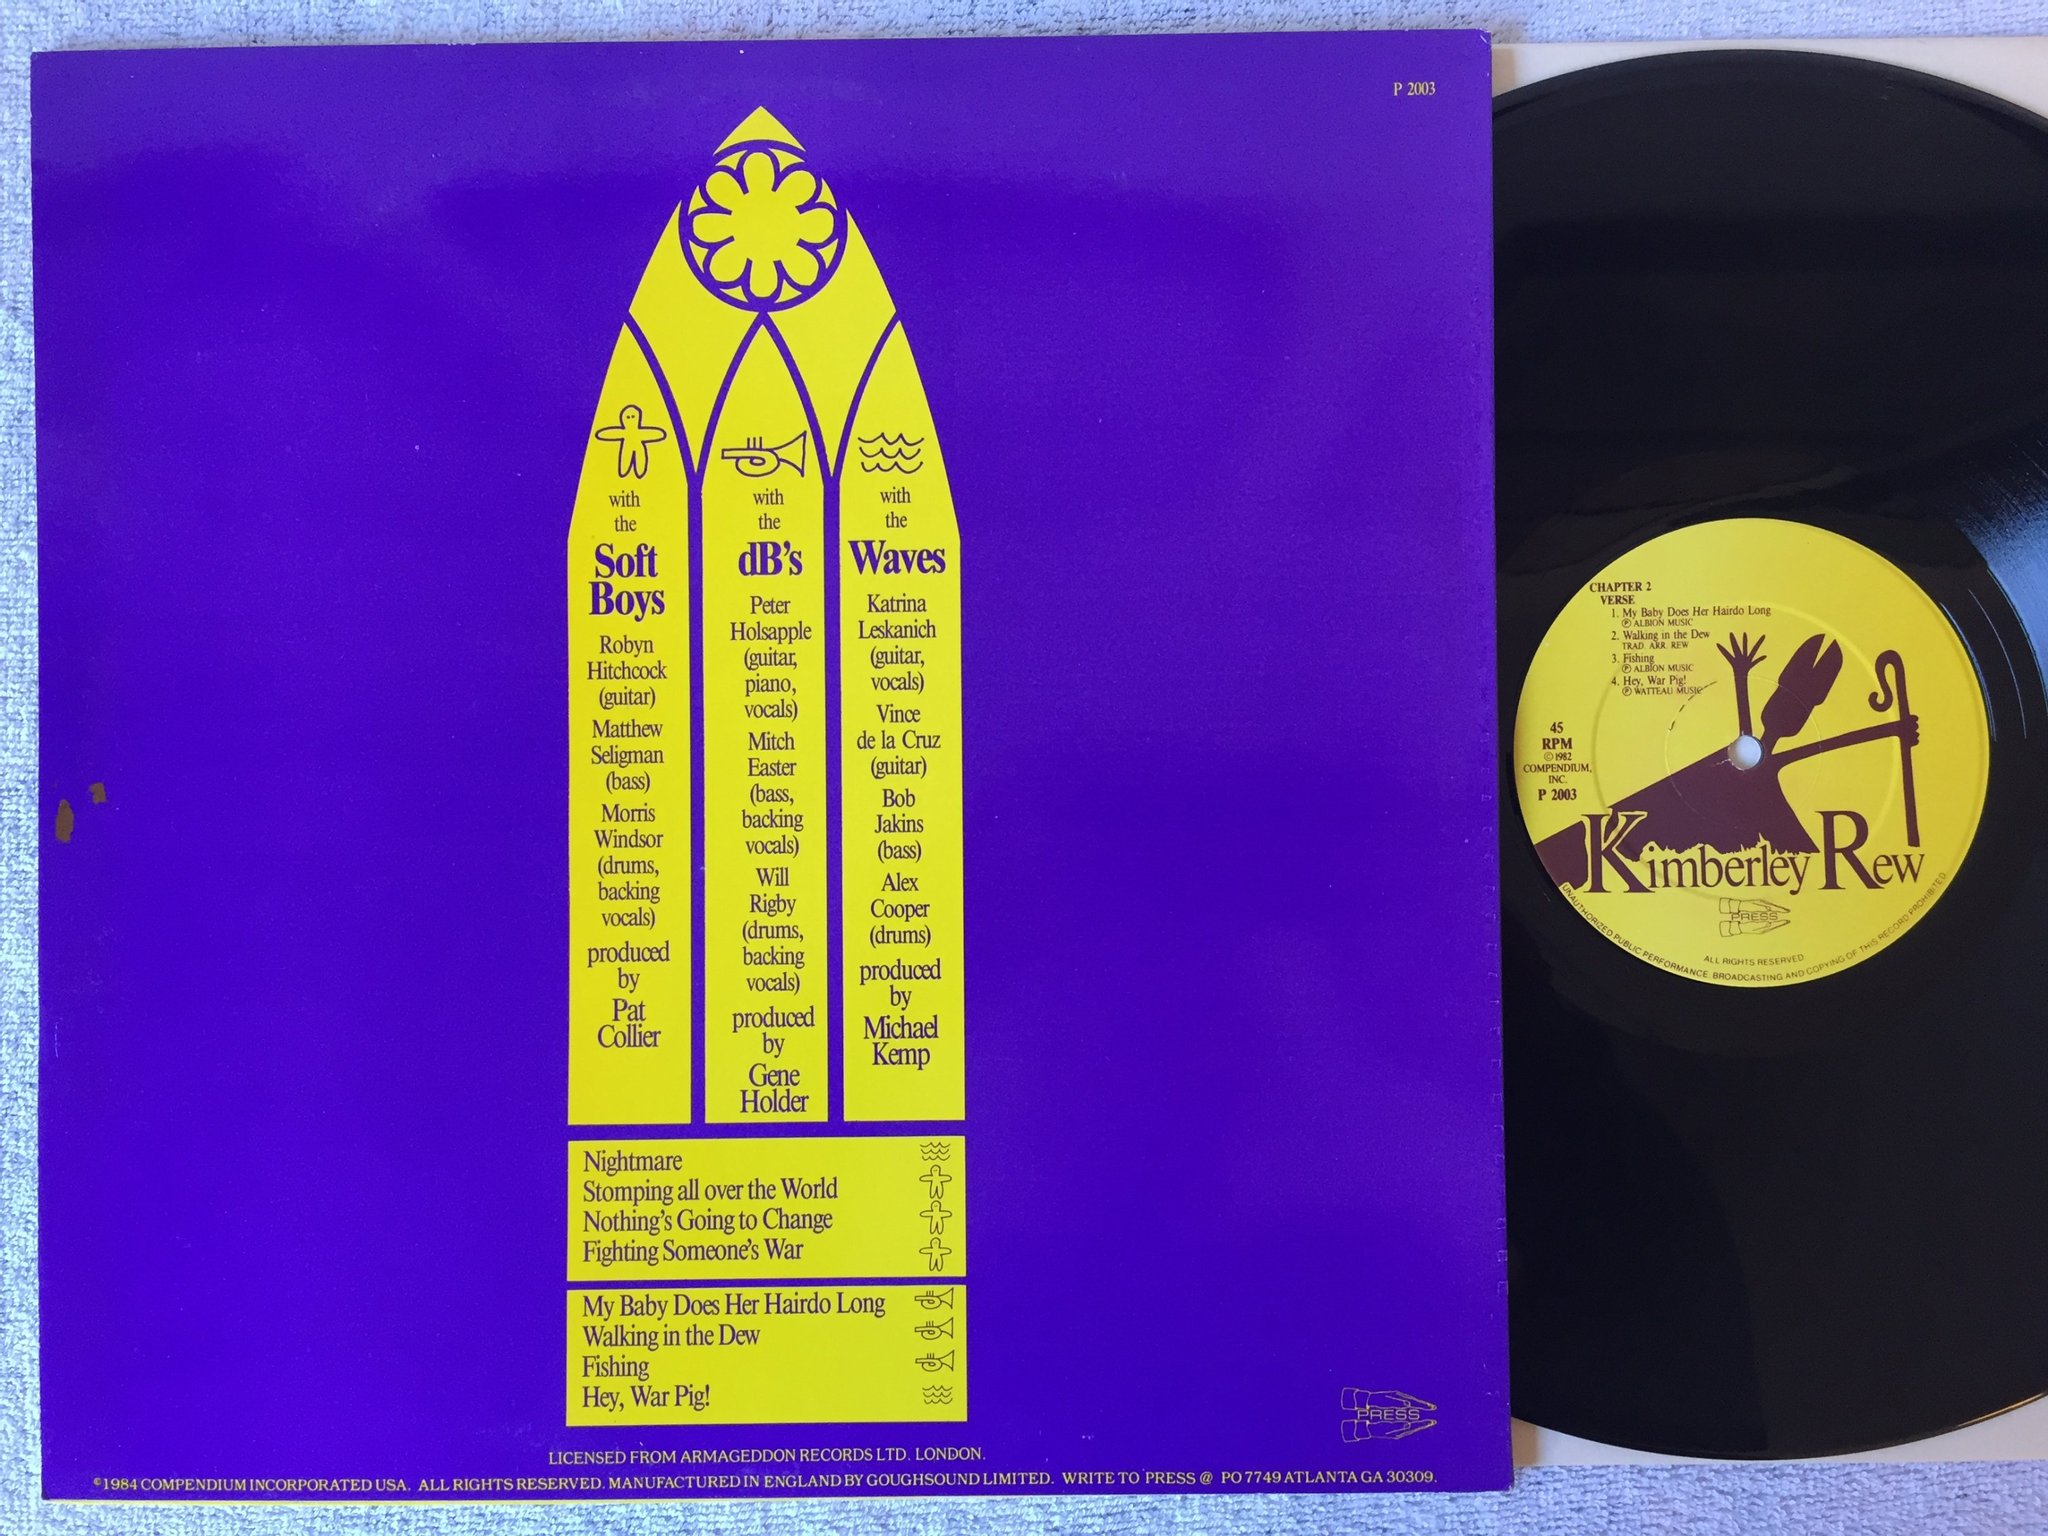 P 2003
with
the
Soft
Boys
Robyn
Hitchcock
(guitar)
Matthew
Seligman
(bass)
Morris
Windsor
(drums,
backing
vocals)
produced
by
Pat
Collier
with
the
dB's
Peter
Holsapple
(guitar,
piano,
vocals)
Mitch
Easter
(bass,
backing
vocals)
Will
Rigby
(drums,
backing
vocals)
produced
by
Gene
Holder
with
the
Waves
Katrina
Leskanich
(guitar,
vocals)
Vince
de la Cruz
(guitar)
Bob
Jakins
(bass)
Alex
Cooper
(drums)
produced
by
Michael
Kemp
Nightmare
Stomping all over the World
Nothing's Going to Change
Fighting Someone's War
My Baby Does Her Hairdo Long
Walking in the Dew
Fishing
Hey, War Pig!
PRESS
LICENSED FROM ARMAGEDDON RECORDS LTD. LONDON.
©1984 COMPENDIUM INCORPORATED USA. ALL RIGHTS RESERVED. MANUFACTURED IN ENGLAND BY GOUGHSOUND LIMITED. WRITE TO PRESS @ PO 7749 ATLANTA GA 30309.
CHAPTER 2
VERSE
1. My Baby Does Her Hairdo Long
Ⓟ ALBION MUSIC
2. Walking in the Dew
TRAD. ARR. REW
3. Fishing
Ⓟ ALBION MUSIC
4. Hey, War Pig!
Ⓟ WATTEAU MUSIC
45
RPM
©1982
COMPENDIUM,
INC.
P 2003
Kimberley Rew
PRESS
ALL RIGHTS RESERVED
UNAUTHORIZED PUBLIC PERFORMANCE. BROADCASTING AND COPYING OF THIS RECORD PROHIBITED.